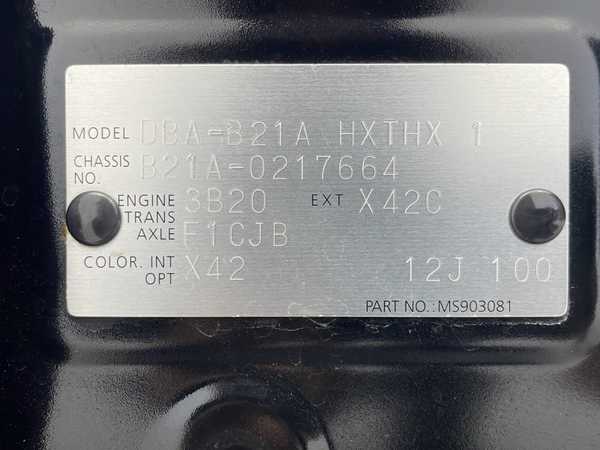 MODEL DBA-B21A HXTHX 1
CHASSIS NO. B21A-0217664
ENGINE 3B20 EXT X42C
TRANS AXLE F1CJB
COLOR. INT OPT X42 12J 100
PART NO.:MS903081